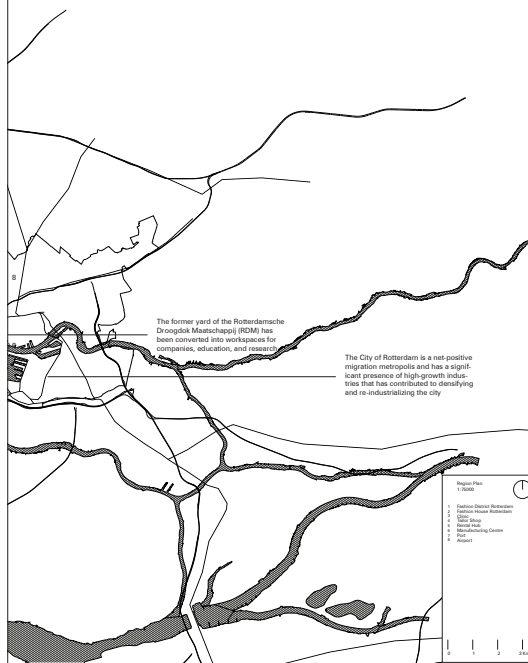 8
The former yard of the Rotterdamsche
Droogdok Maatschappij (RDM) has
been converted into workspaces for
companies, education, and research
The City of Rotterdam is a net-positive
migration metropolis and has a signif-
icant presence of high-growth indus-
tries that has contributed to densifying
and re-industrializing the city
Region Plan
1:75000
1 Fashion District Rotterdam
2 Fashion House Rotterdam
3 Clinic
4 Tailor Shop
5 Rental Hub
6 Manufacturing Centre
7 Port
8 Airport
0 1 2 3